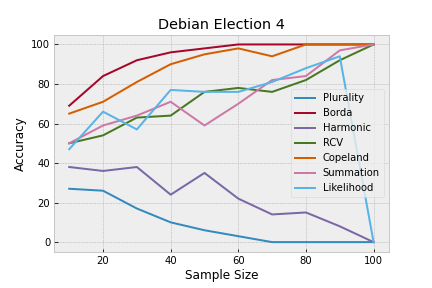 Debian Election 4
Accuracy
100
80
60
40
20
0
Plurality
Borda
Harmonic
RCV
Copeland
Summation
Likelihood
20
40
60
80
100
Sample Size